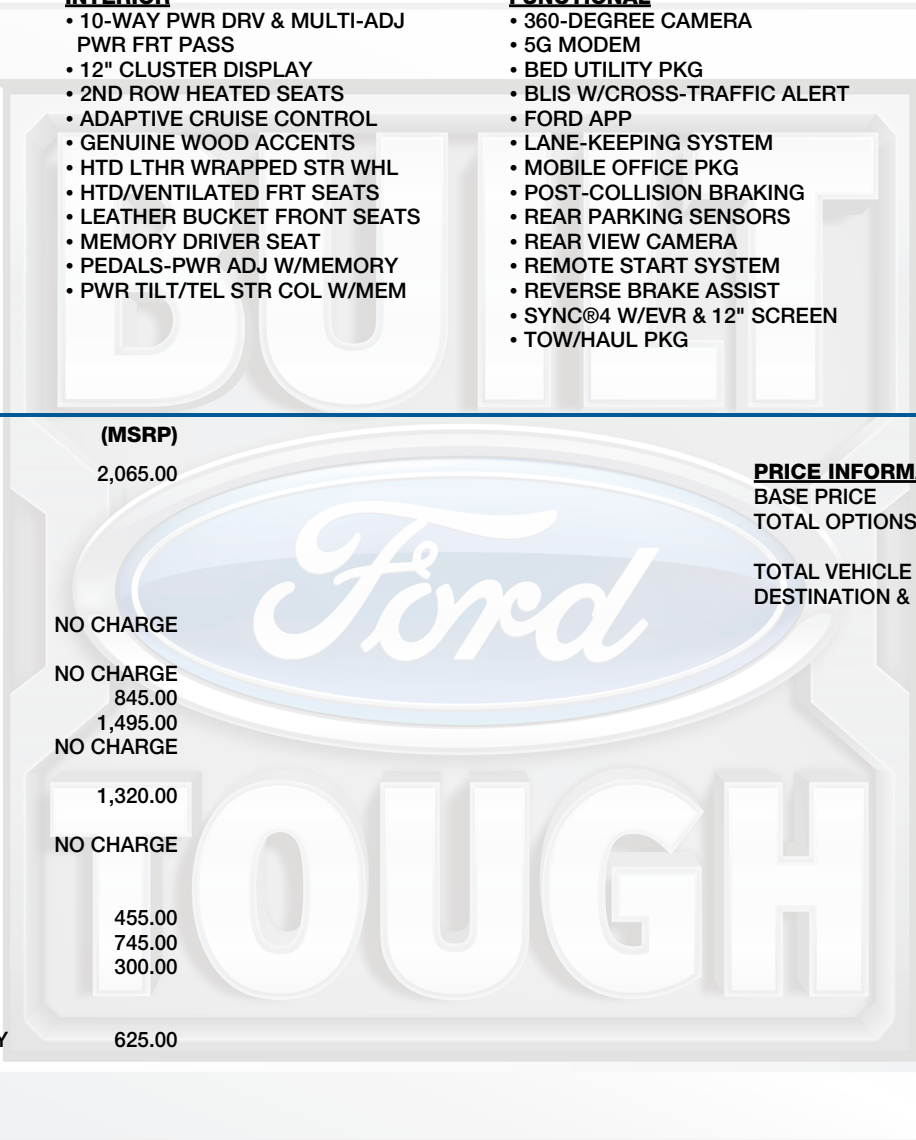 INTERIOR
• 10-WAY PWR DRV & MULTI-ADJ
PWR FRT PASS
• 12" CLUSTER DISPLAY
• 2ND ROW HEATED SEATS
• ADAPTIVE CRUISE CONTROL
• GENUINE WOOD ACCENTS
• HTD LTHR WRAPPED STR WHL
• HTD/VENTILATED FRT SEATS
• LEATHER BUCKET FRONT SEATS
• MEMORY DRIVER SEAT
• PEDALS-PWR ADJ W/MEMORY
• PWR TILT/TEL STR COL W/MEM
FUNCTIONAL
• 360-DEGREE CAMERA
• 5G MODEM
• BED UTILITY PKG
• BLIS W/CROSS-TRAFFIC ALERT
• FORD APP
• LANE-KEEPING SYSTEM
• MOBILE OFFICE PKG
• POST-COLLISION BRAKING
• REAR PARKING SENSORS
• REAR VIEW CAMERA
• REMOTE START SYSTEM
• REVERSE BRAKE ASSIST
• SYNC®4 W/EVR & 12" SCREEN
• TOW/HAUL PKG
BUILT
(MSRP)
2,065.00
NO CHARGE
NO CHARGE
845.00
1,495.00
NO CHARGE
1,320.00
NO CHARGE
455.00
745.00
300.00
Y 625.00
Ford
TOUGH
PRICE INFORMA
BASE PRICE
TOTAL OPTIONS
TOTAL VEHICLE
DESTINATION &